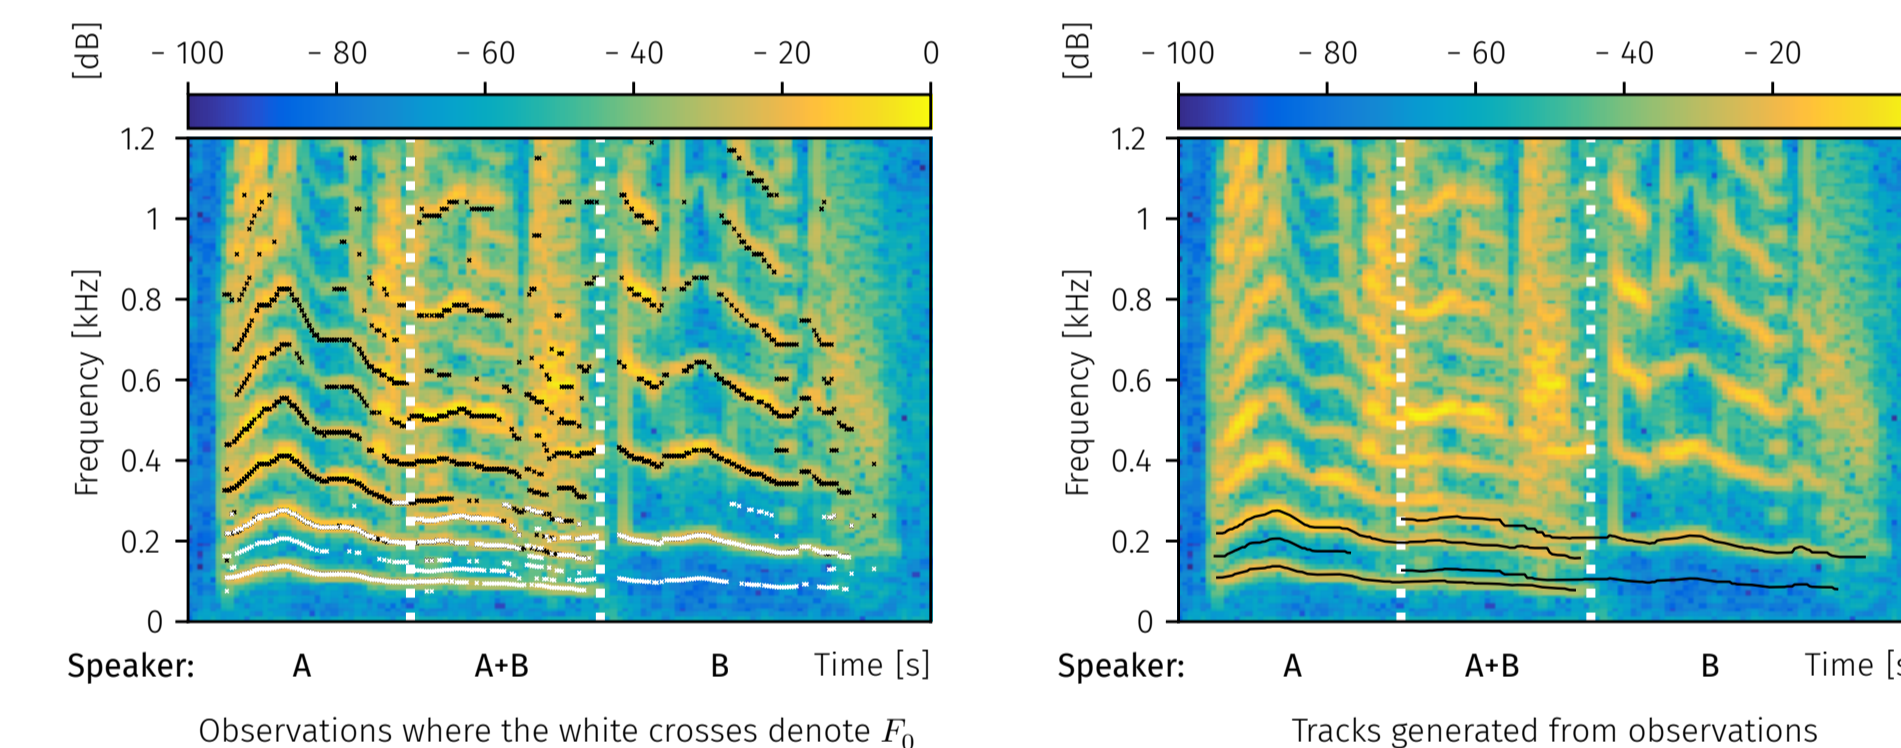 [dB]
− 100 − 80 − 60 − 40 − 20 0
1.2
1
0.8
0.6
0.4
0.2
0
Frequency [kHz]
Speaker: A A+B B Time [s]
Observations where the white crosses denote F₀
[dB]
− 100 − 80 − 60 − 40 − 20
1.2
1
0.8
0.6
0.4
0.2
0
Frequency [kHz]
Speaker: A A+B B Time [s
Tracks generated from observations